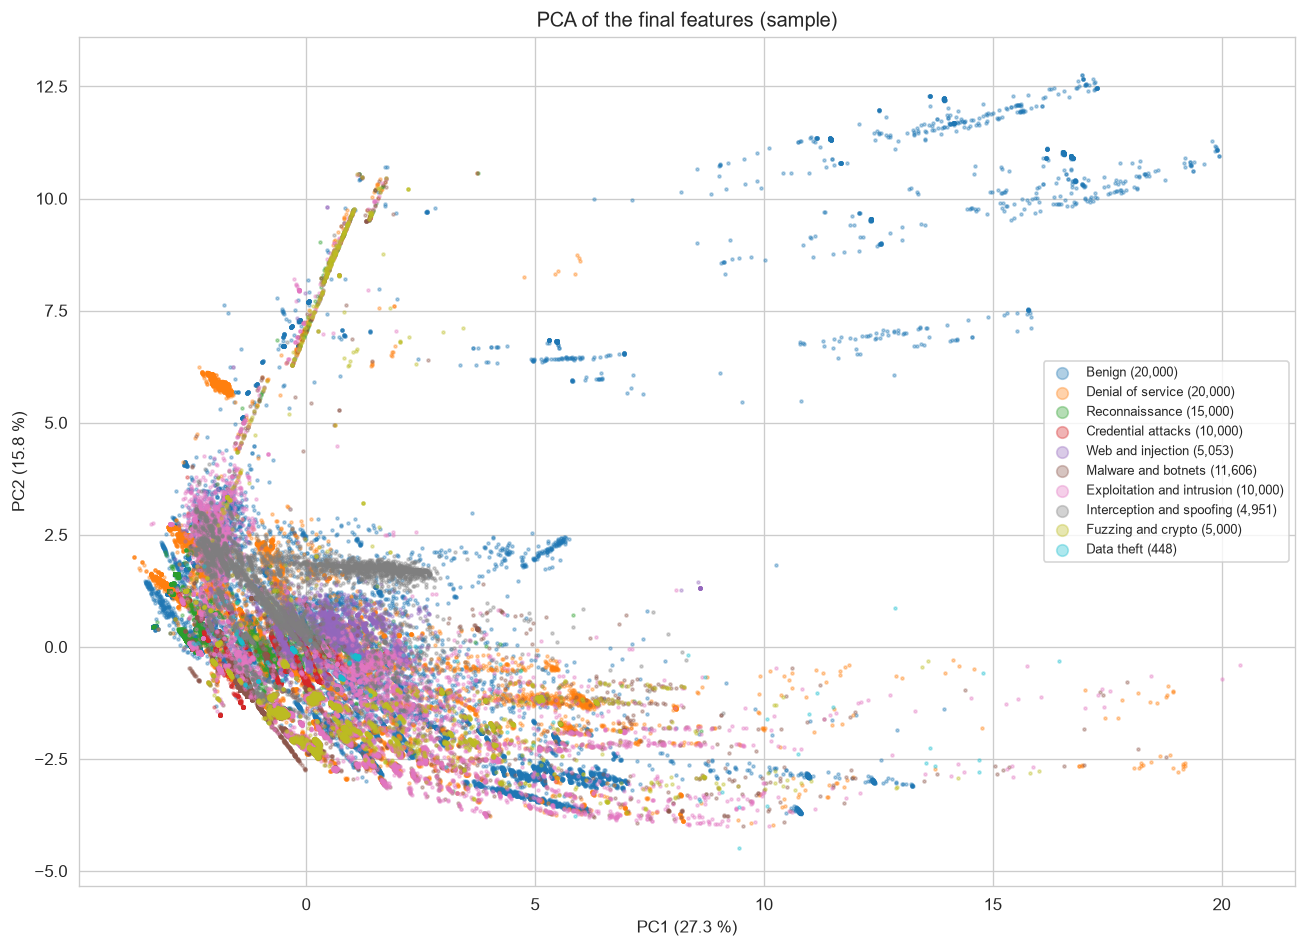 PCA of the final features (sample)
12.5
10.0
7.5
5.0
2.5
0.0
−2.5
−5.0
PC2 (15.8 %)
Benign (20,000)
Denial of service (20,000)
Reconnaissance (15,000)
Credential attacks (10,000)
Web and injection (5,053)
Malware and botnets (11,606)
Exploitation and intrusion (10,000)
Interception and spoofing (4,951)
Fuzzing and crypto (5,000)
Data theft (448)
0
5
10
15
20
PC1 (27.3 %)